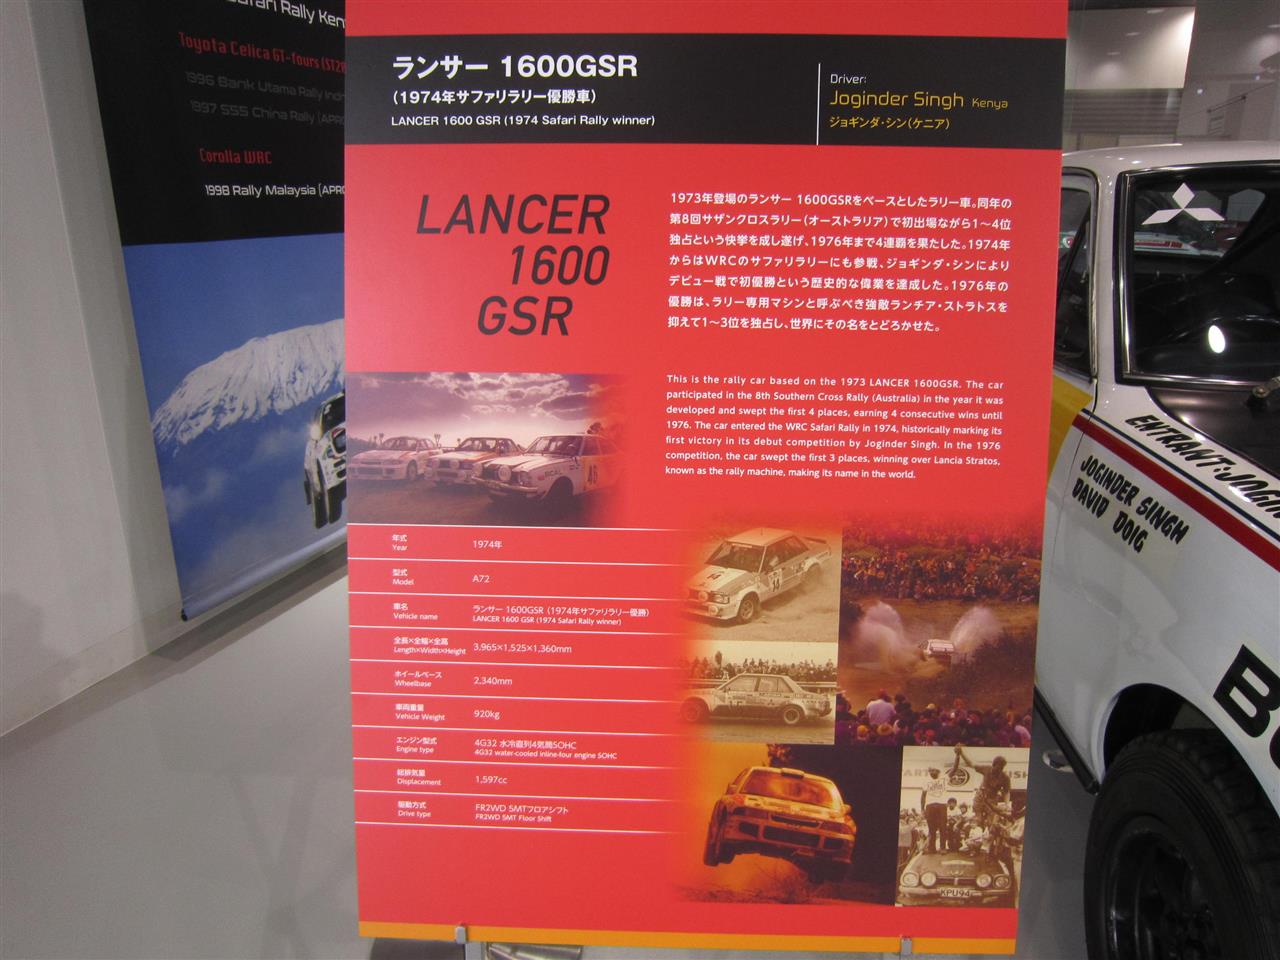 Safari Rally Ken
Toyota Celica GT-fours (ST20
1996 Bank Utama Rally Indo
1997 555 China Rally (APRC
Corolla WRC
1998 Rally Malaysia (APRC
ランサー 1600GSR
（1974年サファリラリー優勝車）
LANCER 1600 GSR (1974 Safari Rally winner)
Driver:
Joginder Singh Kenya
ジョギンダ・シン（ケニア）
LANCER
1600
GSR
1973年登場のランサー 1600GSRをベースとしたラリー車。同年の
第8回サザンクロスラリー（オーストラリア）で初出場ながら1〜4位
独占という快挙を成し遂げ、1976年まで4連覇を果たした。1974年
からはWRCのサファリラリーにも参戦、ジョギンダ・シンにより
デビュー戦で初優勝という歴史的な偉業を達成した。1976年の
優勝は、ラリー専用マシンと呼ぶべき強敵ランチア・ストラトスを
抑えて1〜3位を独占し、世界にその名をとどろかせた。
This is the rally car based on the 1973 LANCER 1600GSR. The car
participated in the 8th Southern Cross Rally (Australia) in the year it was
developed and swept the first 4 places, earning 4 consecutive wins until
1976. The car entered the WRC Safari Rally in 1974, historically marking its
first victory in its debut competition by Joginder Singh. In the 1976
competition, the car swept the first 3 places, winning over Lancia Stratos,
known as the rally machine, making its name in the world.
年式
Year
1974年
型式
Model
A72
車名
Vehicle name
ランサー 1600GSR（1974年サファリラリー優勝）
LANCER 1600 GSR (1974 Safari Rally winner)
全長×全幅×全高
Length×Width×Height
3,965×1,525×1,360mm
ホイールベース
Wheelbase
2,340mm
車両重量
Vehicle Weight
920kg
エンジン型式
Engine type
4G32 水冷直列4気筒SOHC
4G32 water-cooled inline-four engine SOHC
総排気量
Displacement
1,597cc
駆動方式
Drive type
FR2WD 5MTフロアシフト
FR2WD 5MT Floor Shift
46
14
KPU94
ENTRANT:JOGIN
JOGINDER SINGH
DAVID DOIG